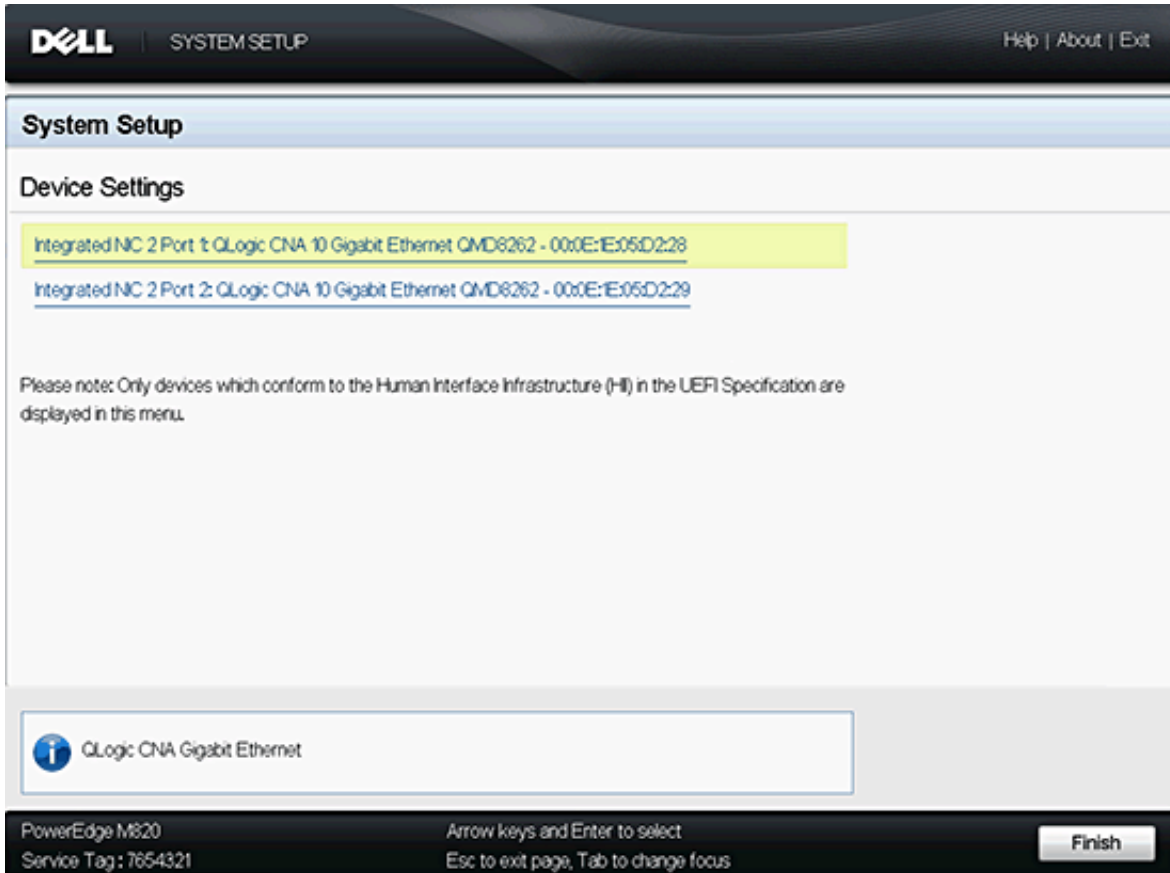 DELL SYSTEM SETUP Help | About | Exit
System Setup
Device Settings
Integrated NIC 2 Port 1: QLogic CNA 10 Gigabit Ethernet QMD8262 - 00:0E:1E:05:D2:28
Integrated NIC 2 Port 2: QLogic CNA 10 Gigabit Ethernet QMD8262 - 00:0E:1E:05:D2:29
Please note: Only devices which conform to the Human Interface Infrastructure (HII) in the UEFI Specification are
displayed in this menu.
QLogic CNA Gigabit Ethernet
PowerEdge M820 Arrow keys and Enter to select
Service Tag : 7654321 Esc to exit page, Tab to change focus
Finish